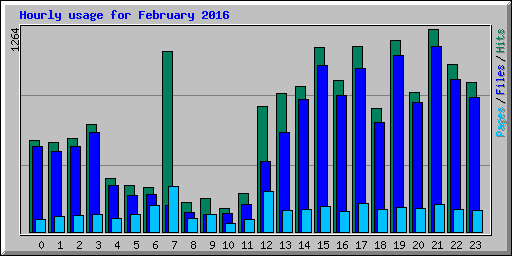 Hourly usage for February 2016
1264
Pages/Files/Hits
0 1 2 3 4 5 6 7 8 9 10 11 12 13 14 15 16 17 18 19 20 21 22 23